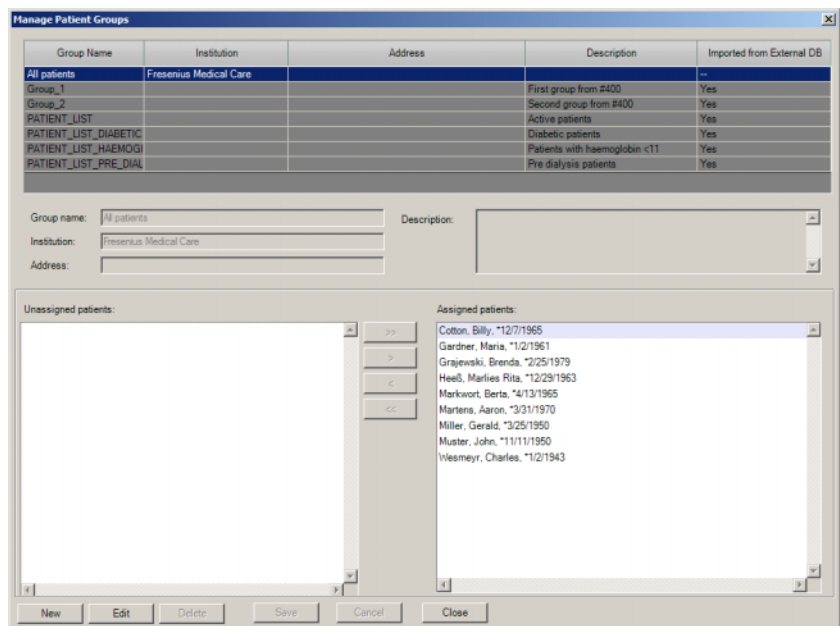 Manage Patient Groups
Group Name Institution Address Description Imported from External DB
All patients Fresenius Medical Care --
Group_1 First group from #400 Yes
Group_2 Second group from #400 Yes
PATIENT_LIST Active patients Yes
PATIENT_LIST_DIABETIC Diabetic patients Yes
PATIENT_LIST_HAEMOGI Patients with haemoglobin <11 Yes
PATIENT_LIST_PRE_DIAL Pre dialysis patients Yes
Group name: All patients Description:
Institution: Fresenius Medical Care
Address:
Unassigned patients: Assigned patients:
>>
>
<
<<
Cotton, Billy, *12/7/1965
Gardner, Maria, *1/2/1961
Grajewski, Brenda, *2/25/1979
Heeß, Marlies Rita, *12/29/1963
Markwort, Berta, *4/13/1965
Martens, Aaron, *3/31/1970
Miller, Gerald, *3/25/1950
Muster, John, *11/11/1950
Wesmeyr, Charles, *1/2/1943
New Edit Delete Save Cancel Close